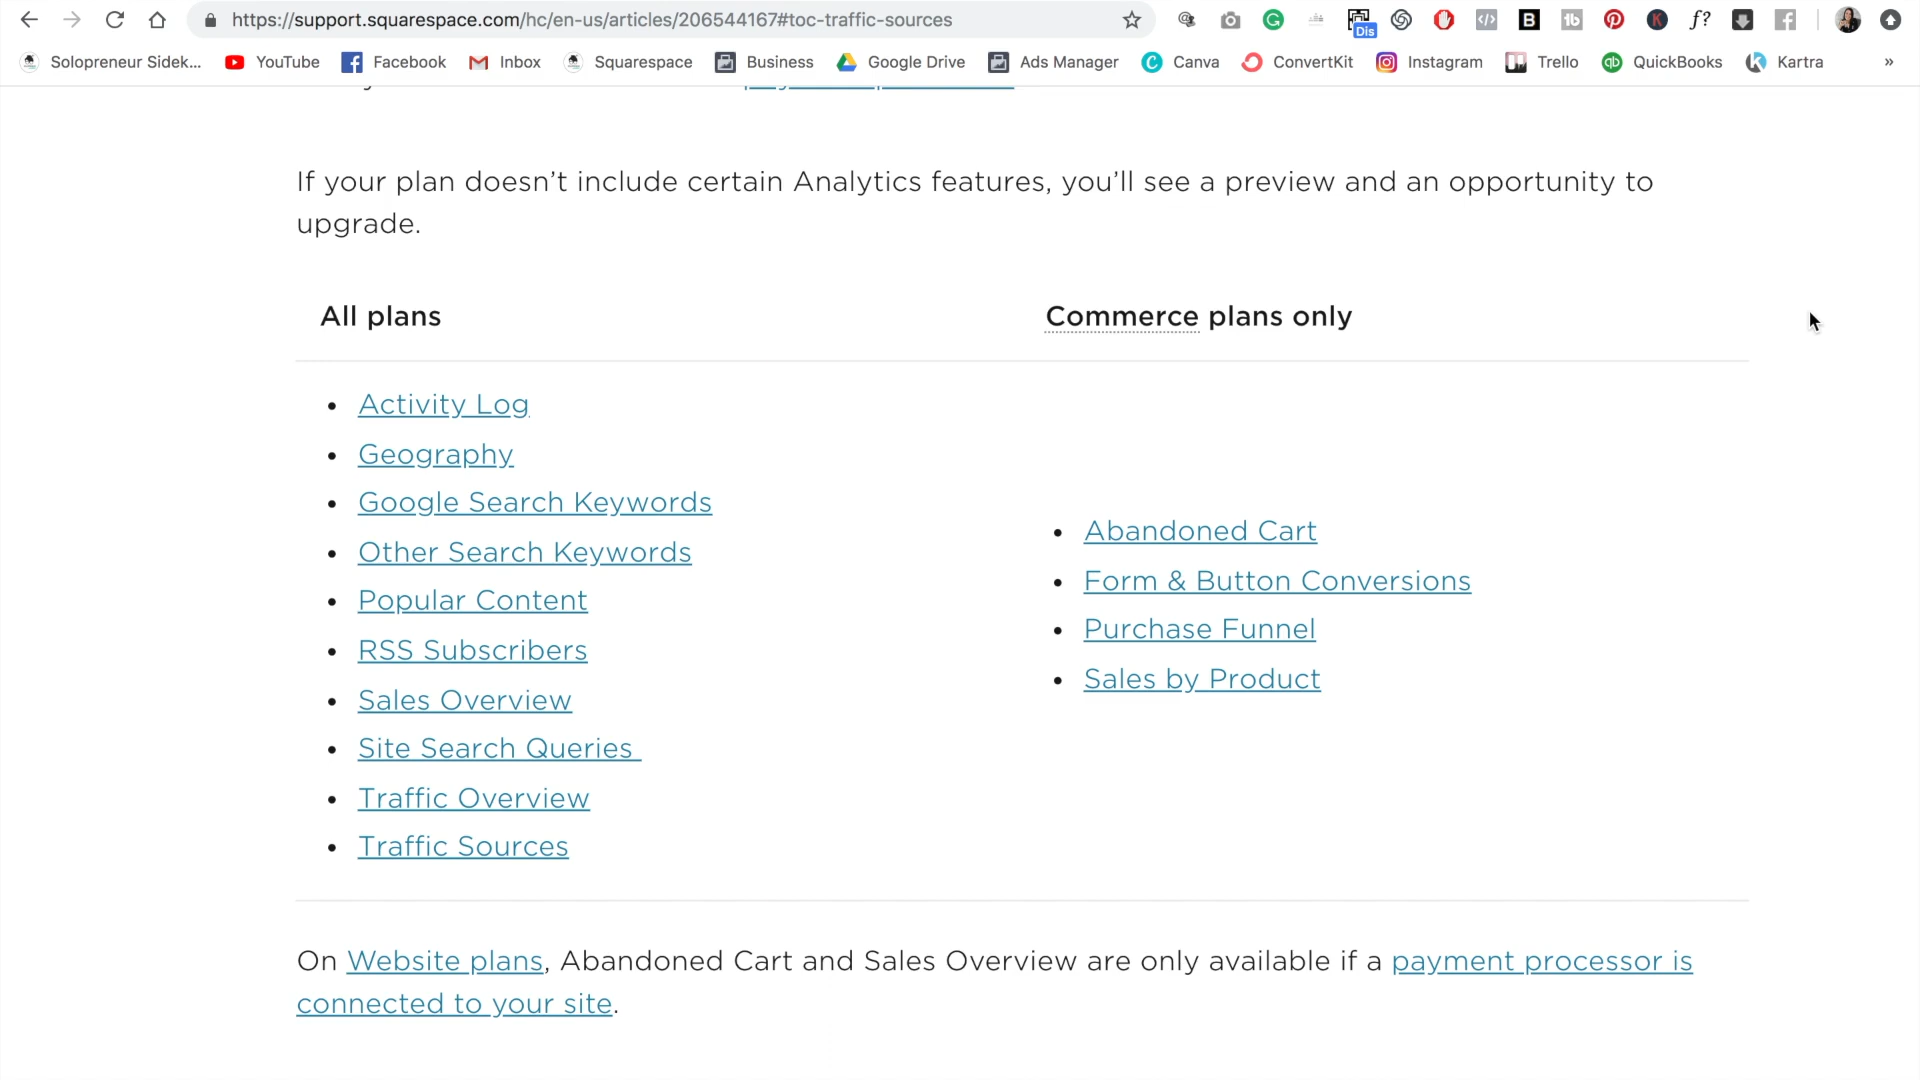 https://support.squarespace.com/hc/en-us/articles/206544167#toc-traffic-sources
Dis
Solopreneur Sidek... YouTube Facebook Inbox Squarespace Business Google Drive Ads Manager Canva ConvertKit Instagram Trello QuickBooks Kartra »
If your plan doesn’t include certain Analytics features, you’ll see a preview and an opportunity to
upgrade.
All plans
Commerce plans only
• Activity Log
• Geography
• Google Search Keywords
• Other Search Keywords
• Popular Content
• RSS Subscribers
• Sales Overview
• Site Search Queries
• Traffic Overview
• Traffic Sources
• Abandoned Cart
• Form & Button Conversions
• Purchase Funnel
• Sales by Product
On Website plans, Abandoned Cart and Sales Overview are only available if a payment processor is
connected to your site.